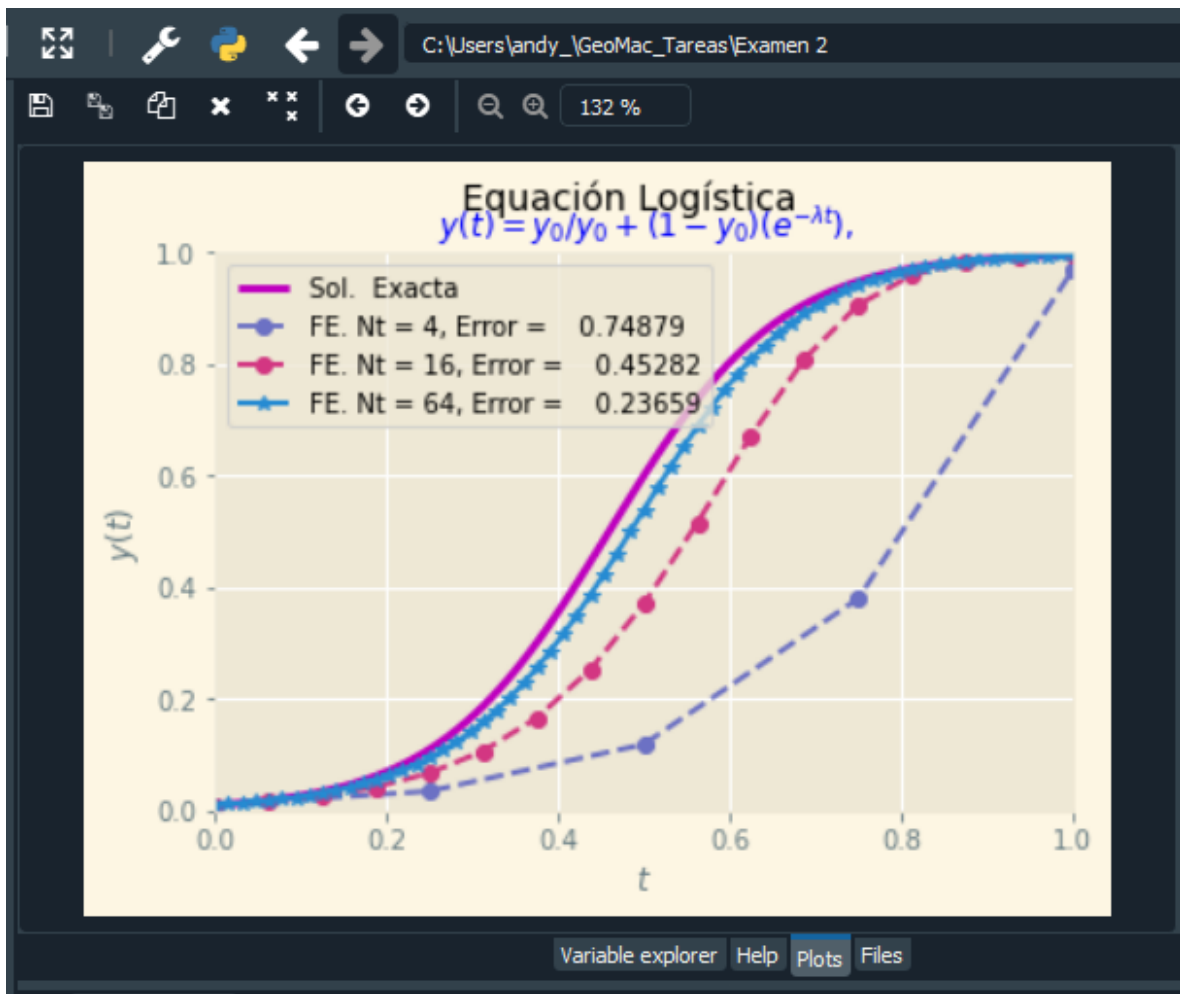 C:\Users\andy_\GeoMac_Tareas\Examen 2
132 %
Equación Logística
y(t) = y₀/y₀ + (1 − y₀)(e^{−λt}),
Sol. Exacta
FE. Nt = 4, Error = 0.74879
FE. Nt = 16, Error = 0.45282
FE. Nt = 64, Error = 0.23659
1.0
0.8
0.6
0.4
0.2
0.0
y(t)
0.0 0.2 0.4 0.6 0.8 1.0
t
Variable explorer Help Plots Files